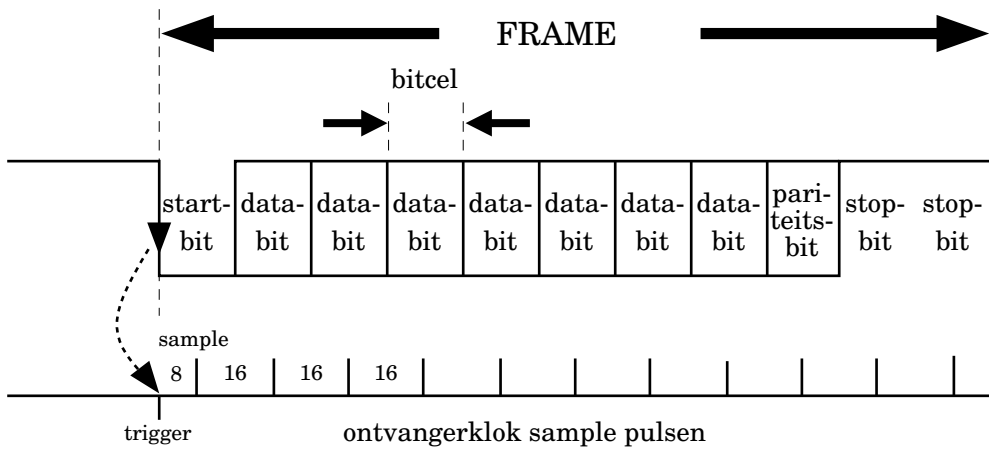 FRAME
bitcel
start-
bit
data-
bit
data-
bit
data-
bit
data-
bit
data-
bit
data-
bit
data-
bit
pari-
teits-
bit
stop-
bit
stop-
bit
sample
8 16 16 16
trigger
ontvangerklok sample pulsen